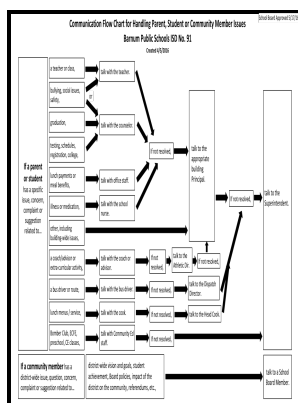 School Board Approved 5/17/16
Communication Flow Chart for Handling Parent, Student or Community Member Issues
Barnum Public Schools ISD No. 91
Created 4/5/2016
If a parent
or student
has a specific
issue, concern,
complaint or
suggestion
related to...
a teacher or class,
talk with the teacher.
bullying, social issues,
safety,
or
graduation,
talk with the counselor.
testing, schedules,
registration, college,
If not resolved,
talk to the
appropriate
building
Principal.
lunch payments or
meal benefits,
talk with office staff.
illness or medication,
talk with the school
nurse.
other, including
building-wide issues,
If not resolved,
talk to the
Superintendent.
a coach/advisor or
extra-curricular activity,
talk with the coach or
advisor.
If not
resolved,
talk to the
Athletic Dir.
If not resolved,
a bus driver or route,
talk with the bus driver.
If not resolved,
talk to the Dispatch
Director.
lunch menus / service,
talk with the cook.
If not resolved,
talk to the Head Cook.
Bomber Club, ECFE,
preschool, CE classes,
talk with Community Ed
staff.
If not resolved,
If a community member has a
district-wide issue, question, concern,
complaint or suggestion related to...
district-wide vision and goals, student
achievement, Board policies, impact of the
district on the community, referendums, etc.,
talk to a School
Board Member.